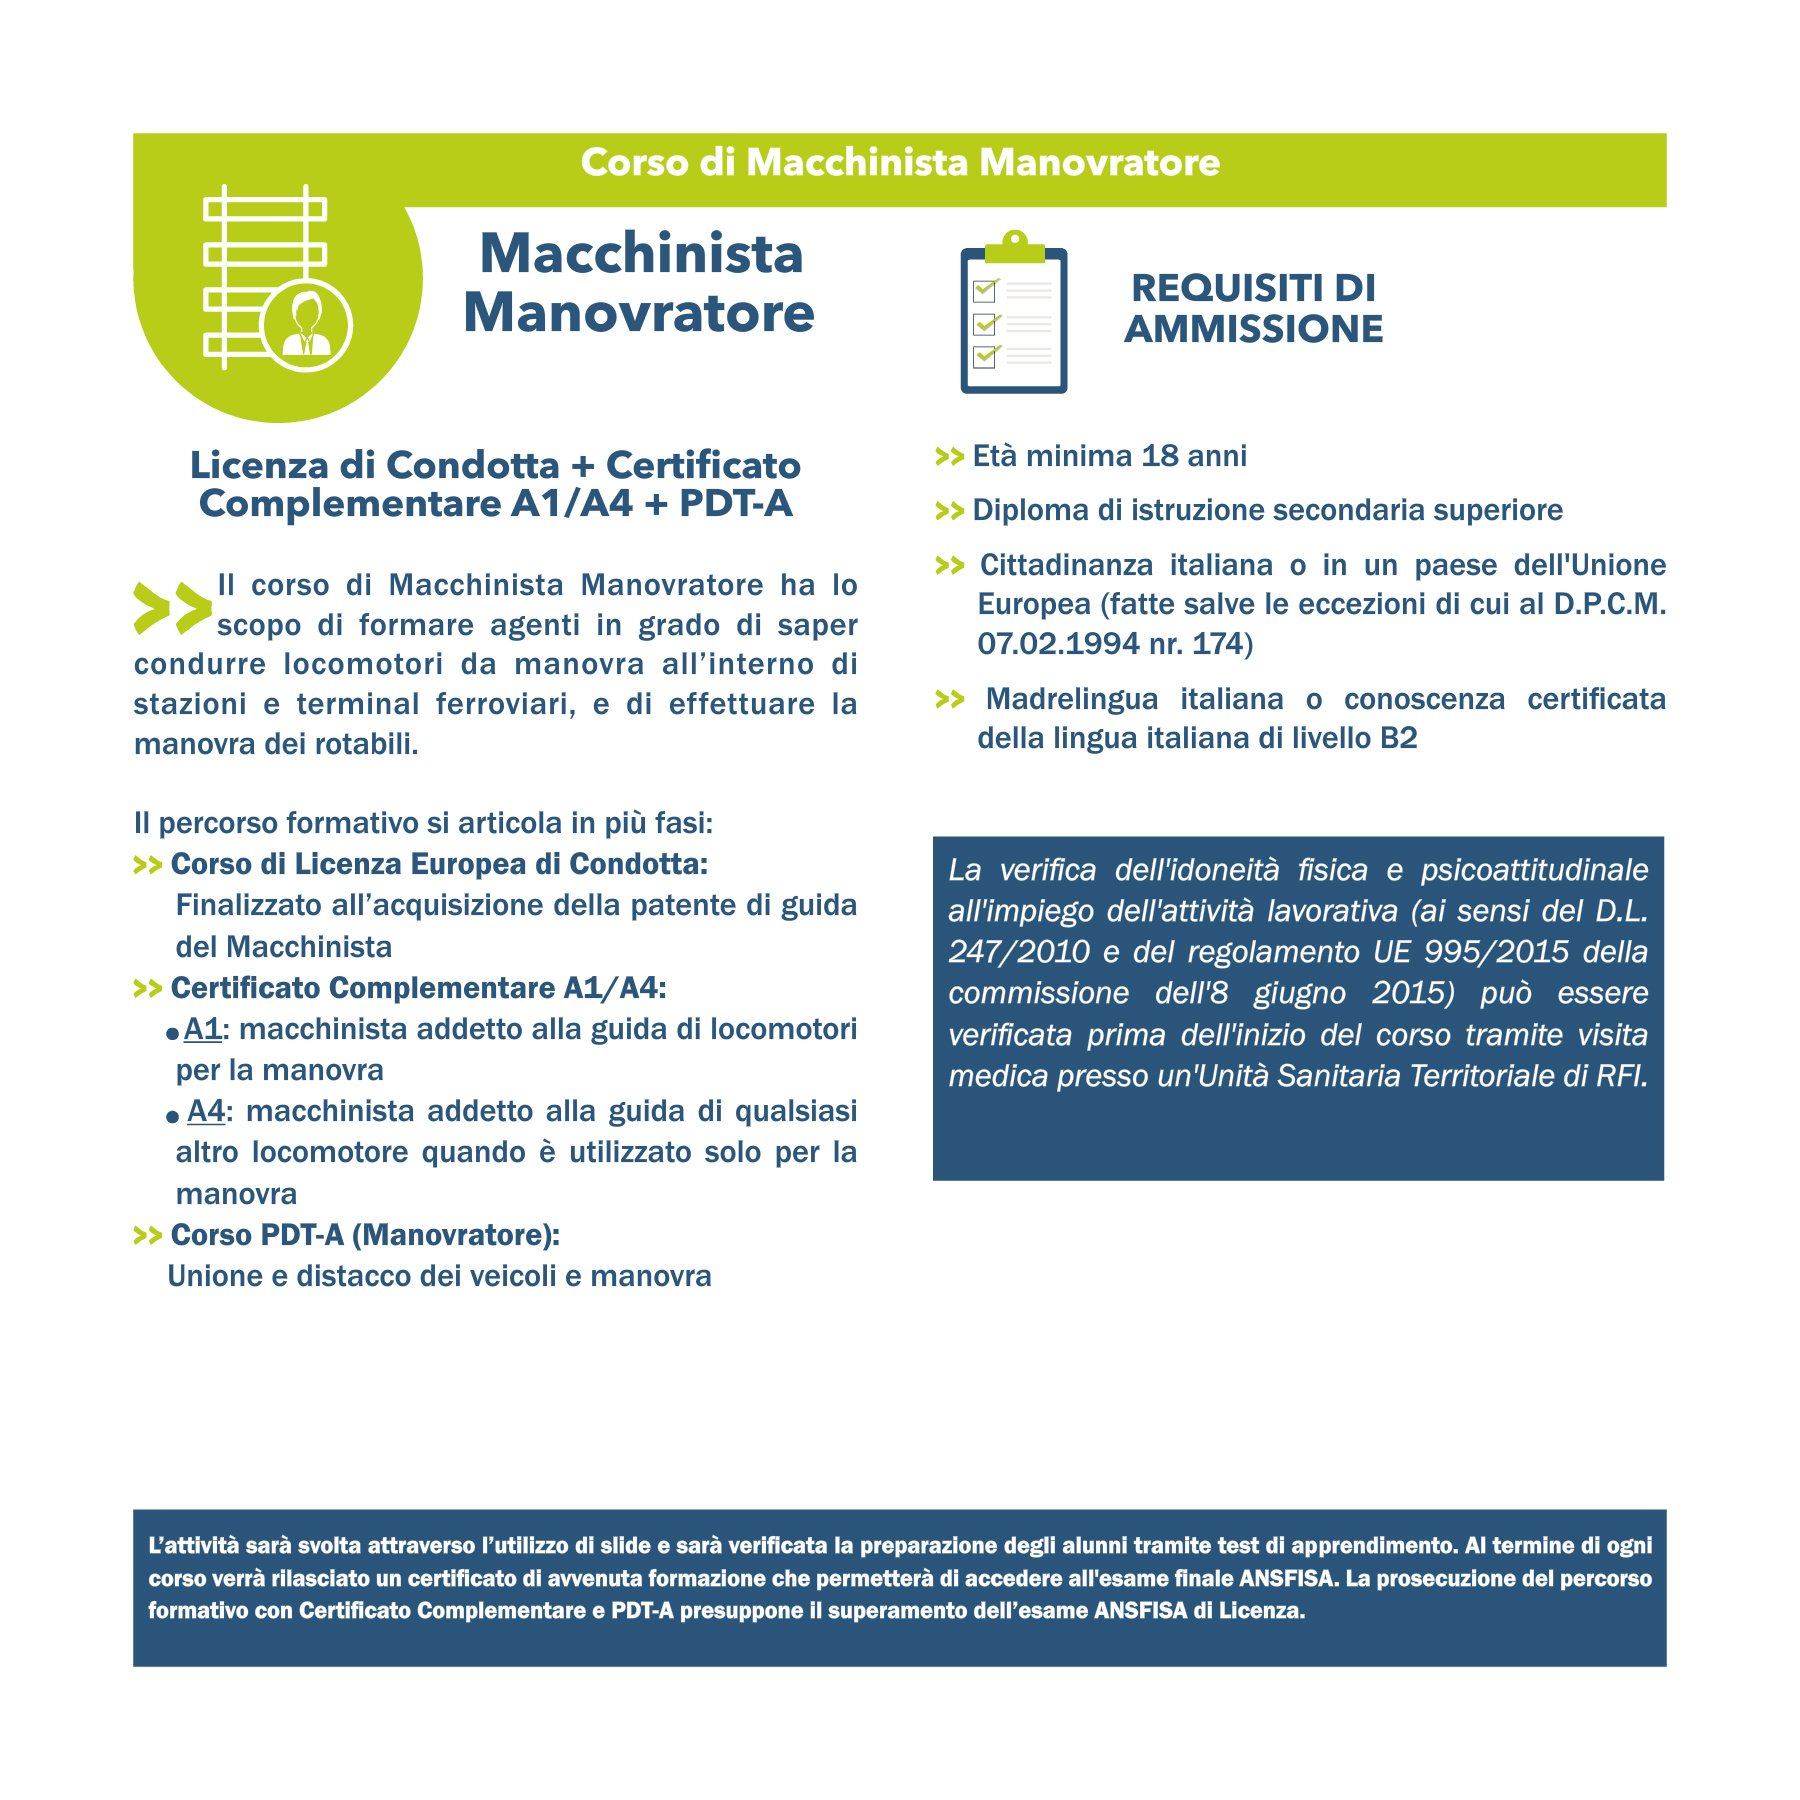 Corso di Macchinista Manovratore
Macchinista
Manovratore
Licenza di Condotta + Certificato
Complementare A1/A4 + PDT-A
>> Il corso di Macchinista Manovratore ha lo
scopo di formare agenti in grado di saper
condurre locomotori da manovra all’interno di
stazioni e terminal ferroviari, e di effettuare la
manovra dei rotabili.
Il percorso formativo si articola in più fasi:
>> Corso di Licenza Europea di Condotta:
Finalizzato all’acquisizione della patente di guida
del Macchinista
>> Certificato Complementare A1/A4:
• A1: macchinista addetto alla guida di locomotori
per la manovra
• A4: macchinista addetto alla guida di qualsiasi
altro locomotore quando è utilizzato solo per la
manovra
>> Corso PDT-A (Manovratore):
Unione e distacco dei veicoli e manovra
REQUISITI DI
AMMISSIONE
>> Età minima 18 anni
>> Diploma di istruzione secondaria superiore
>> Cittadinanza italiana o in un paese dell'Unione
Europea (fatte salve le eccezioni di cui al D.P.C.M.
07.02.1994 nr. 174)
>> Madrelingua italiana o conoscenza certificata
della lingua italiana di livello B2
La verifica dell'idoneità fisica e psicoattitudinale
all'impiego dell'attività lavorativa (ai sensi del D.L.
247/2010 e del regolamento UE 995/2015 della
commissione dell'8 giugno 2015) può essere
verificata prima dell'inizio del corso tramite visita
medica presso un'Unità Sanitaria Territoriale di RFI.
L’attività sarà svolta attraverso l’utilizzo di slide e sarà verificata la preparazione degli alunni tramite test di apprendimento. Al termine di ogni
corso verrà rilasciato un certificato di avvenuta formazione che permetterà di accedere all'esame finale ANSFISA. La prosecuzione del percorso
formativo con Certificato Complementare e PDT-A presuppone il superamento dell’esame ANSFISA di Licenza.